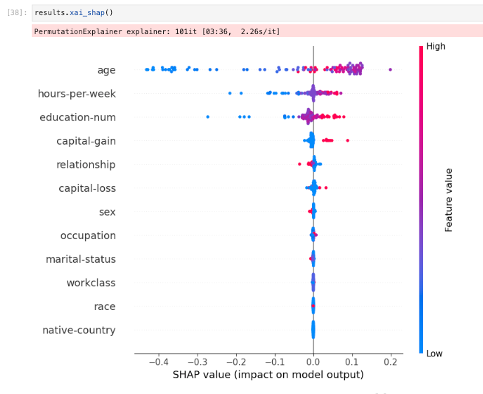 [38]: results.xai_shap()
PermutationExplainer explainer: 101it [03:36, 2.26s/it]
High
age
hours-per-week
education-num
capital-gain
relationship
capital-loss
sex
occupation
marital-status
workclass
race
native-country
Feature value
Low
−0.4 −0.3 −0.2 −0.1 0.0 0.1 0.2
SHAP value (impact on model output)